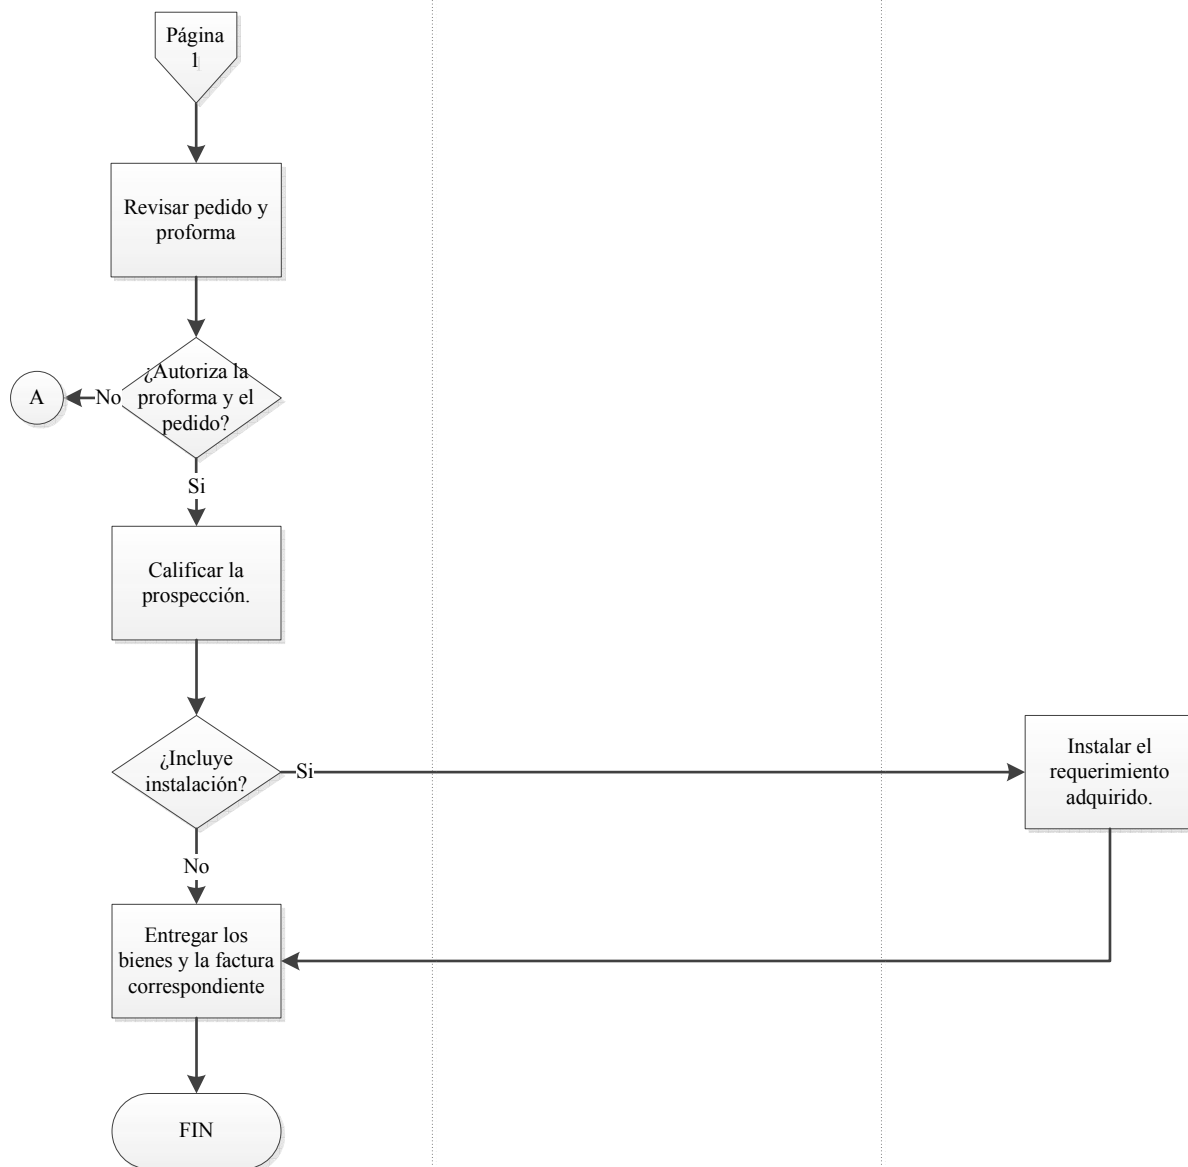 Página
1
Revisar pedido y
proforma
¿Autoriza la
proforma y el
pedido?
No
A
Si
Calificar la
prospección.
¿Incluye
instalación?
Si
Instalar el
requerimiento
adquirido.
No
Entregar los
bienes y la factura
correspondiente
FIN